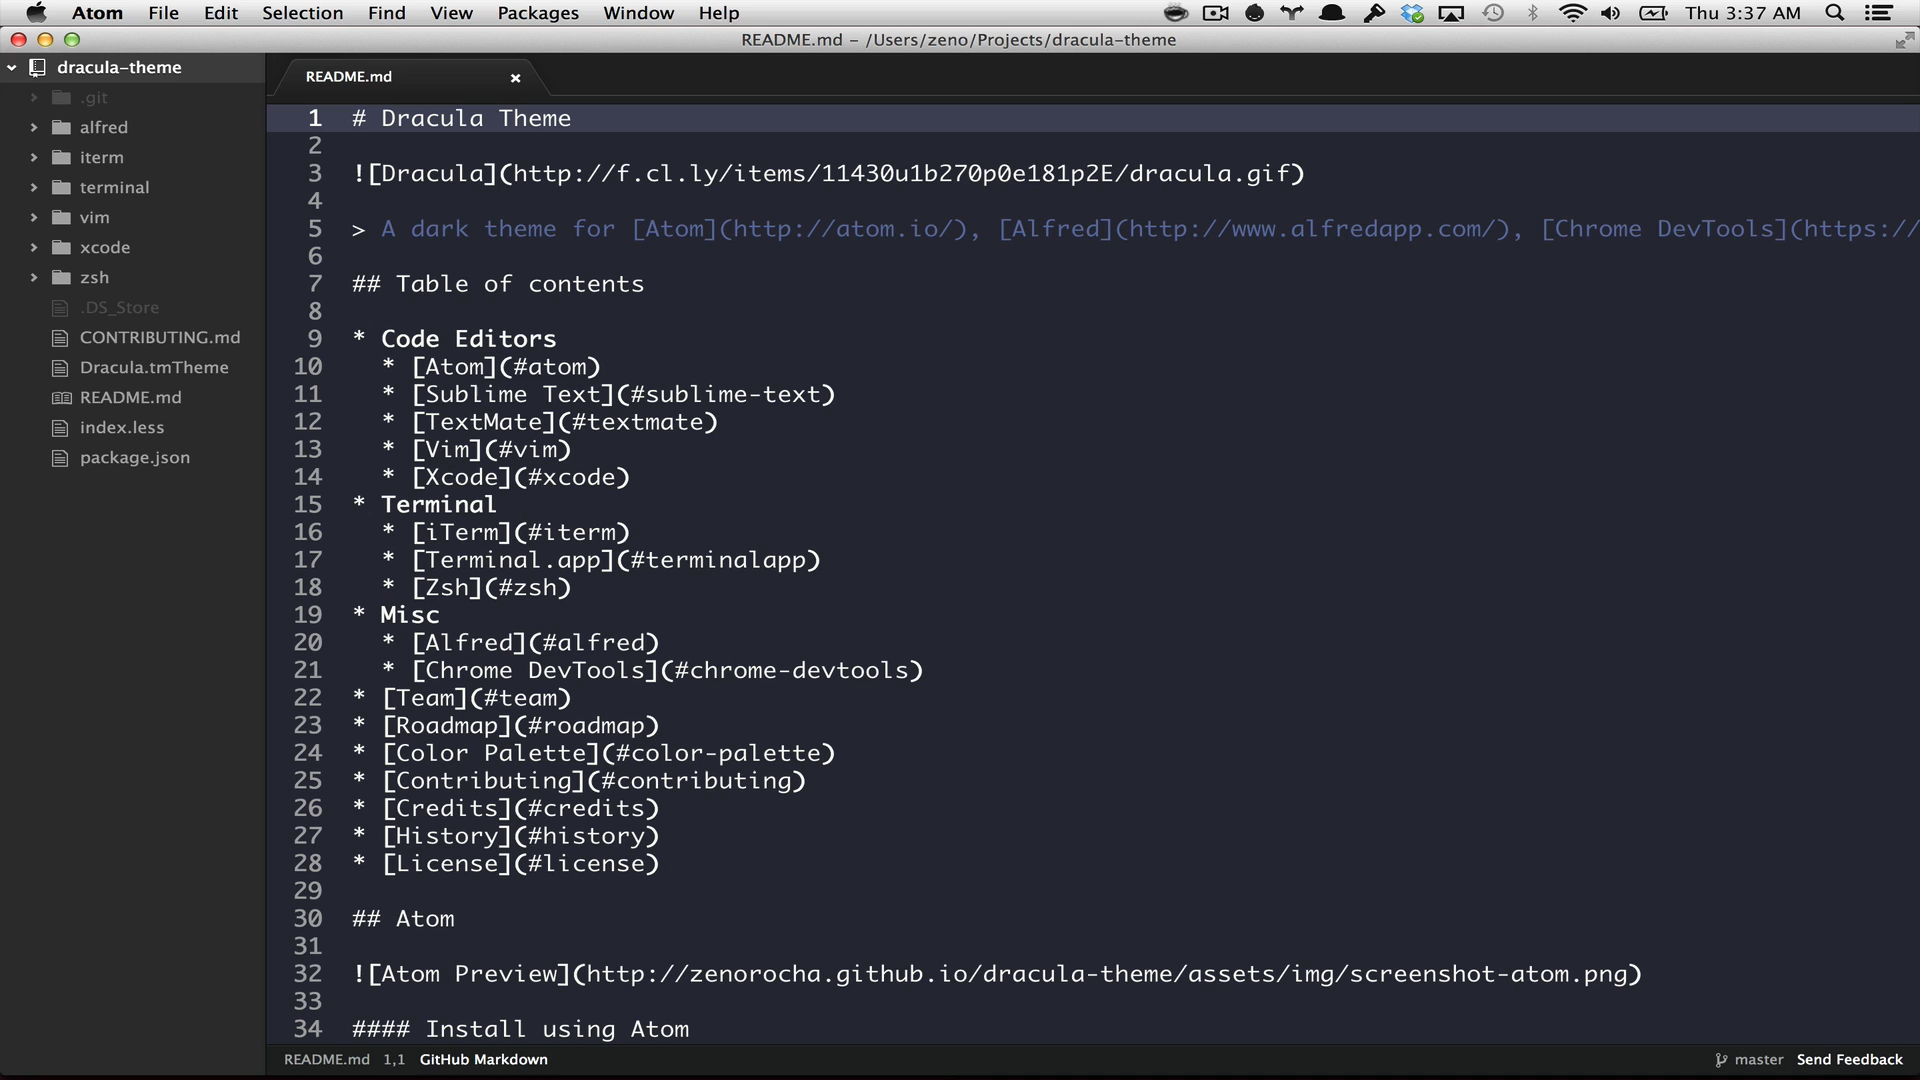 Atom File Edit Selection Find View Packages Window Help Thu 3:37 AM
README.md – /Users/zeno/Projects/dracula-theme
dracula-theme
.git
alfred
iterm
terminal
vim
xcode
zsh
.DS_Store
CONTRIBUTING.md
Dracula.tmTheme
README.md
index.less
package.json
README.md
1 # Dracula Theme
2
3 ![Dracula](http://f.cl.ly/items/11430u1b270p0e181p2E/dracula.gif)
4
5 > A dark theme for [Atom](http://atom.io/), [Alfred](http://www.alfredapp.com/), [Chrome DevTools](https://
6
7 ## Table of contents
8
9 * Code Editors
10   * [Atom](#atom)
11   * [Sublime Text](#sublime-text)
12   * [TextMate](#textmate)
13   * [Vim](#vim)
14   * [Xcode](#xcode)
15 * Terminal
16   * [iTerm](#iterm)
17   * [Terminal.app](#terminalapp)
18   * [Zsh](#zsh)
19 * Misc
20   * [Alfred](#alfred)
21   * [Chrome DevTools](#chrome-devtools)
22 * [Team](#team)
23 * [Roadmap](#roadmap)
24 * [Color Palette](#color-palette)
25 * [Contributing](#contributing)
26 * [Credits](#credits)
27 * [History](#history)
28 * [License](#license)
29
30 ## Atom
31
32 ![Atom Preview](http://zenorocha.github.io/dracula-theme/assets/img/screenshot-atom.png)
33
34 #### Install using Atom
README.md 1,1 GitHub Markdown master Send Feedback